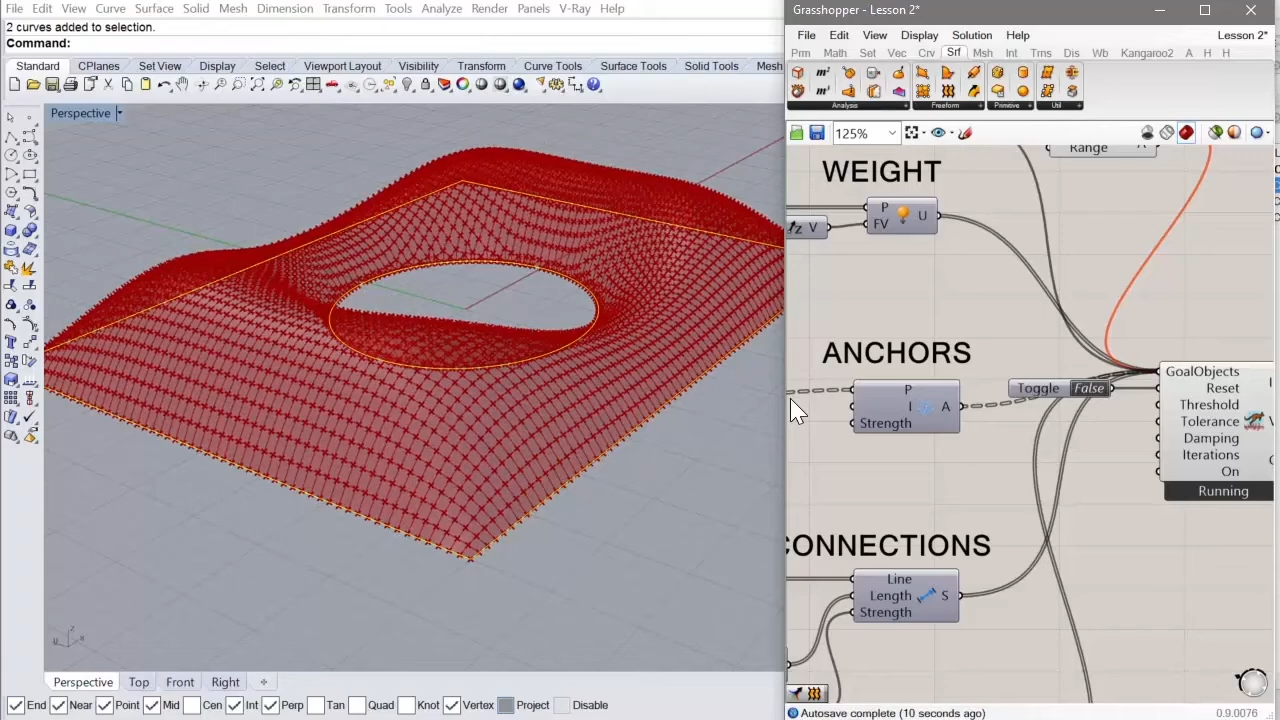 File Edit View Curve Surface Solid Mesh Dimension Transform Tools Analyze Render Panels V-Ray Help
2 curves added to selection.
Command:
Standard CPlanes Set View Display Select Viewport Layout Visibility Transform Curve Tools Surface Tools Solid Tools Mesh
Perspective
z
x
Perspective Top Front Right
End Near Point Mid Cen Int Perp Tan Quad Knot Vertex Project Disable
Grasshopper - Lesson 2*
File Edit View Display Solution Help Lesson 2*
Prm Math Set Vec Crv Srf Msh Int Trns Dis Wb Kangaroo2 A H H
Analysis Freeform Primitive Util
125%
Range
WEIGHT
P
FV
U
Z V
ANCHORS
P
I
Strength
A
Toggle False
GoalObjects
Reset
Threshold
Tolerance
Damping
Iterations
On
I
V
Running
CONNECTIONS
Line
Length
Strength
S
Autosave complete (10 seconds ago)
0.9.0076